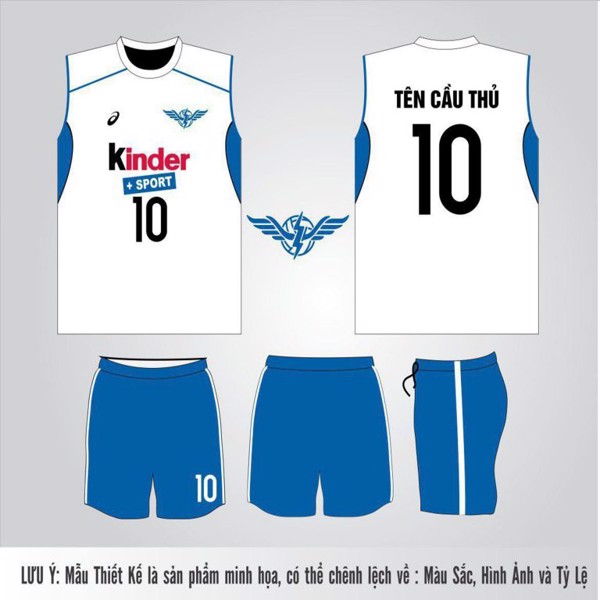 TÊN CẦU THỦ
10
Kinder
+ SPORT
10
10
LƯU Ý: Mẫu Thiết Kế là sản phẩm minh họa, có thể chênh lệch về : Màu Sắc, Hình Ảnh và Tỷ Lệ